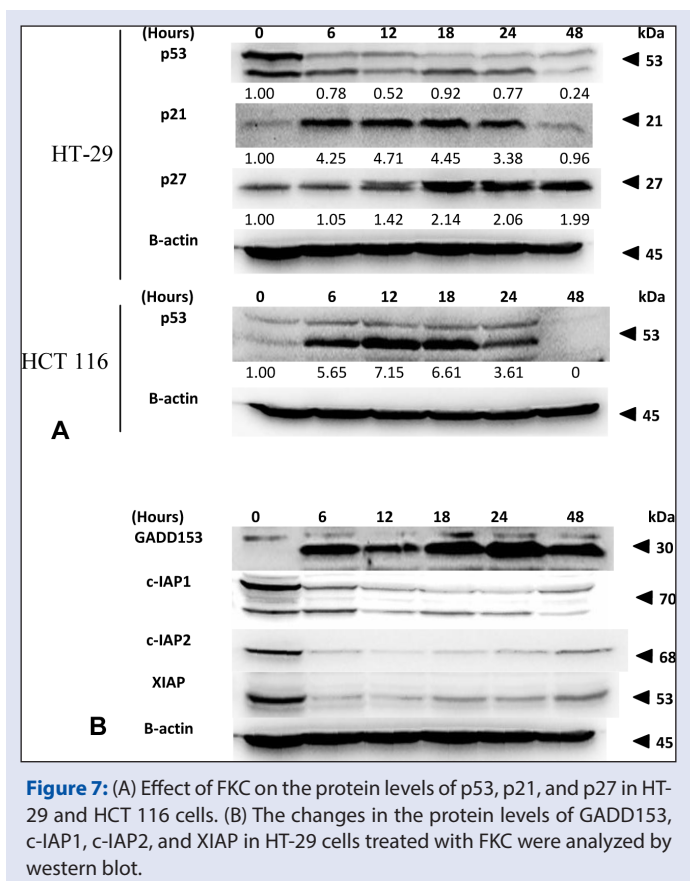 (Hours) 0 6 12 18 24 48 kDa
p53 53
1.00 0.78 0.52 0.92 0.77 0.24
p21 21
HT-29
1.00 4.25 4.71 4.45 3.38 0.96
p27 27
1.00 1.05 1.42 2.14 2.06 1.99
B-actin 45
(Hours) 0 6 12 18 24 48 kDa
p53 53
HCT 116
1.00 5.65 7.15 6.61 3.61 0
B-actin 45
A
(Hours) 0 6 12 18 24 48 kDa
GADD153 30
c-IAP1 70
c-IAP2 68
XIAP 53
B
B-actin 45
Figure 7: (A) Effect of FKC on the protein levels of p53, p21, and p27 in HT-
29 and HCT 116 cells. (B) The changes in the protein levels of GADD153,
c-IAP1, c-IAP2, and XIAP in HT-29 cells treated with FKC were analyzed by
western blot.